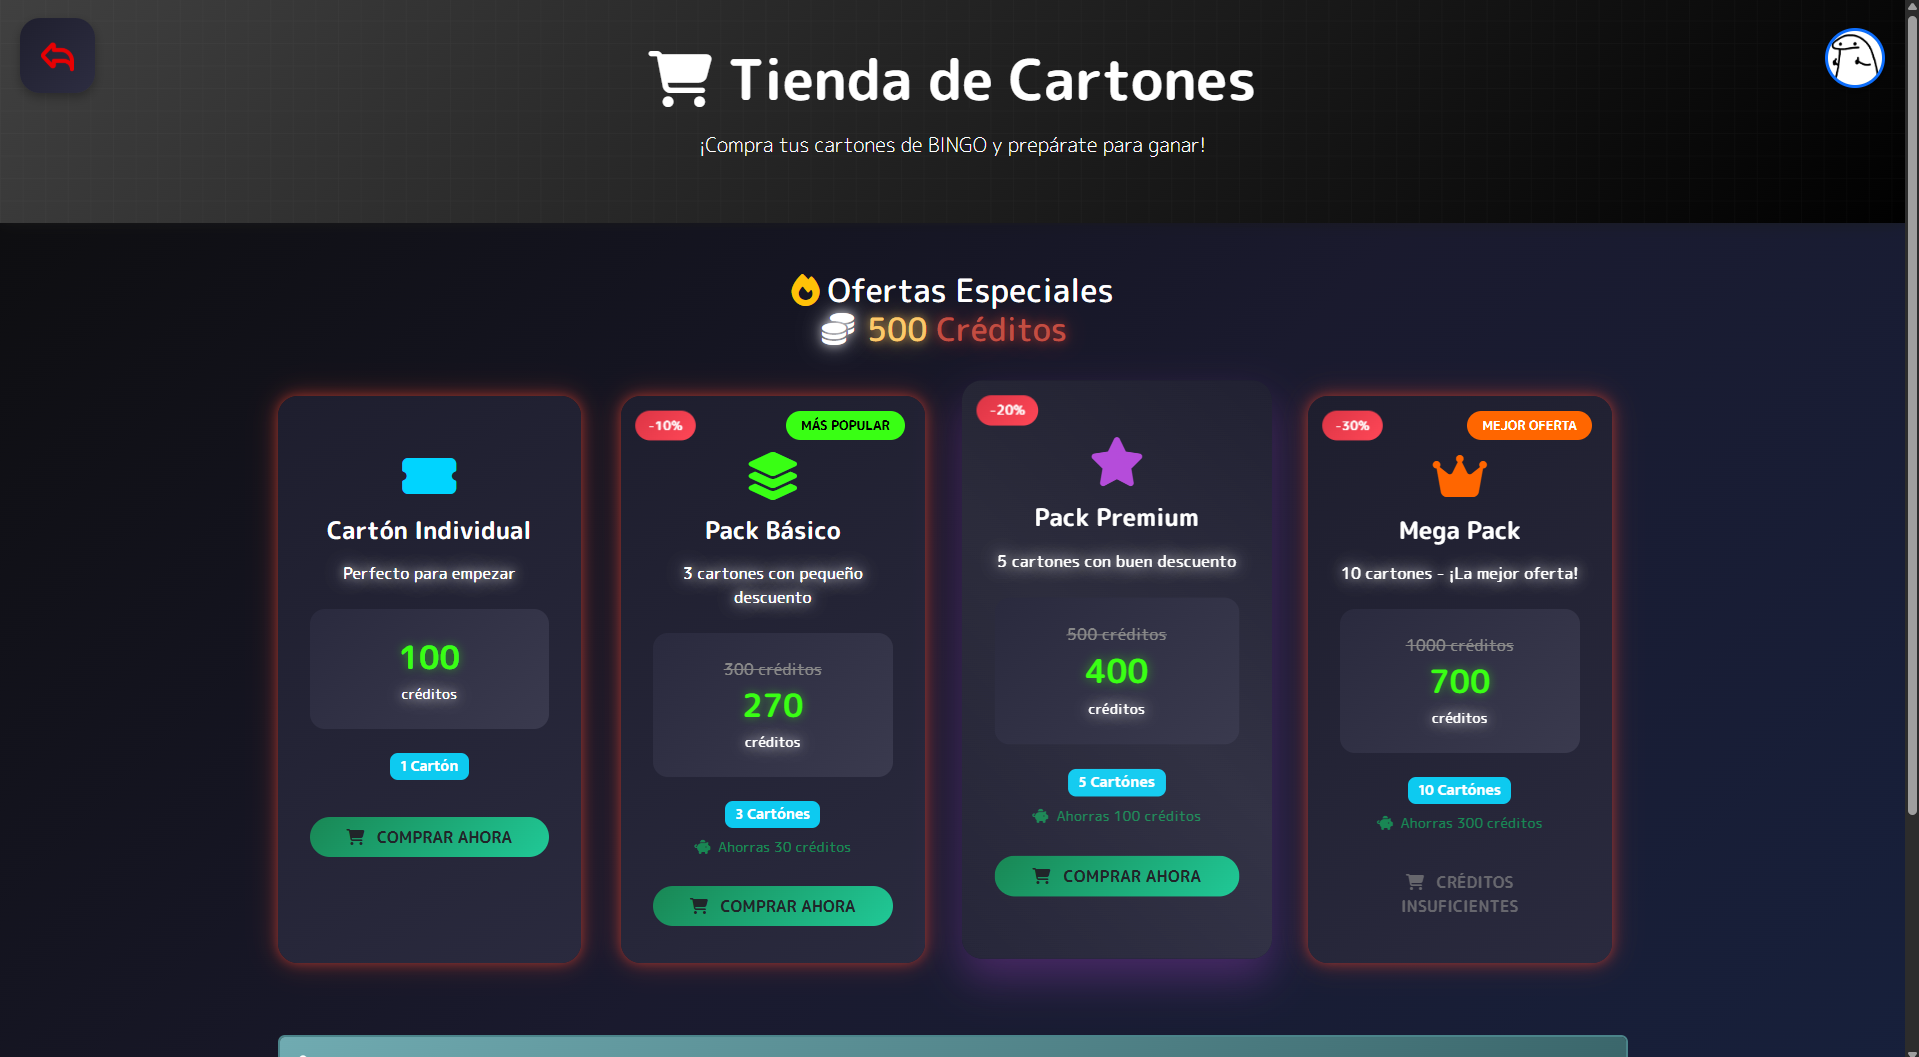 Tienda de Cartones
¡Compra tus cartones de BINGO y prepárate para ganar!
Ofertas Especiales
500 Créditos
Cartón Individual
Perfecto para empezar
100
créditos
1 Cartón
COMPRAR AHORA
-10%
MÁS POPULAR
Pack Básico
3 cartones con pequeño
descuento
300 créditos
270
créditos
3 Cartónes
Ahorras 30 créditos
COMPRAR AHORA
-20%
Pack Premium
5 cartones con buen descuento
500 créditos
400
créditos
5 Cartónes
Ahorras 100 créditos
COMPRAR AHORA
-30%
MEJOR OFERTA
Mega Pack
10 cartones - ¡La mejor oferta!
1000 créditos
700
créditos
10 Cartónes
Ahorras 300 créditos
CRÉDITOS
INSUFICIENTES